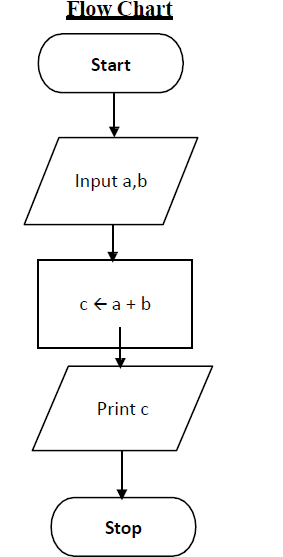 Flow Chart
Start
Input a,b
c ← a + b
Print c
Stop